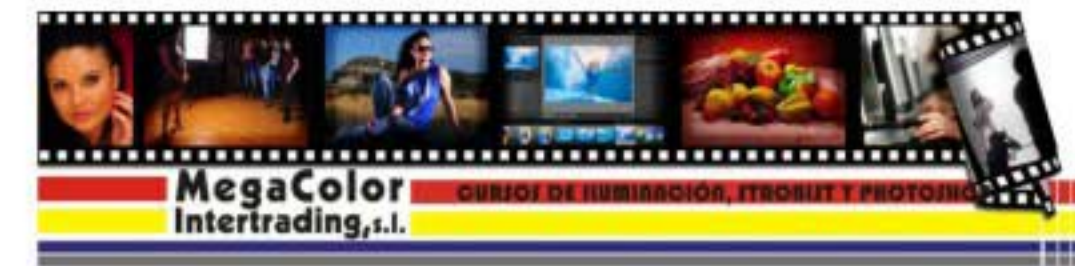 MegaColor
Intertrading,s.l.
CURSOS DE ILUMINACIÓN, STROBIST Y